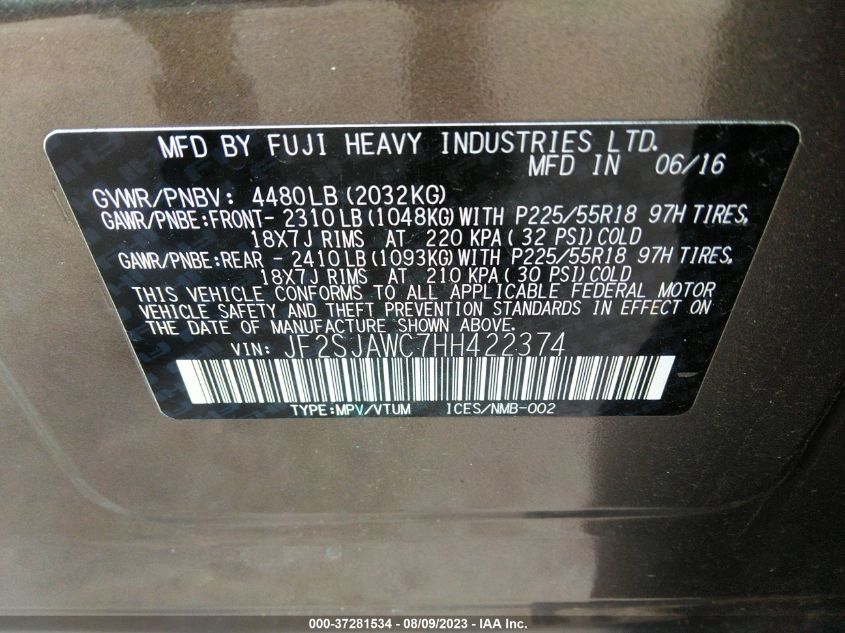 MFD BY FUJI HEAVY INDUSTRIES LTD.
MFD IN 06/16
GVWR/PNBV: 4480LB (2032KG)
GAWR/PNBE:FRONT- 2310LB (1048KG) WITH P225/55R18 97H TIRES,
18X7J RIMS AT 220 KPA ( 32 PSI) COLD
GAWR/PNBE:REAR - 2410LB (1093KG) WITH P225/55R18 97H TIRES,
18X7J RIMS AT 210 KPA ( 30 PSI) COLD
THIS VEHICLE CONFORMS TO ALL APPLICABLE FEDERAL MOTOR
VEHICLE SAFETY AND THEFT PREVENTION STANDARDS IN EFFECT ON
THE DATE OF MANUFACTURE SHOWN ABOVE.
VIN: JF2SJAWC7HH422374
TYPE:MPV/VTUM ICES/NMB-002
000-37281534 - 08/09/2023 - IAA Inc.